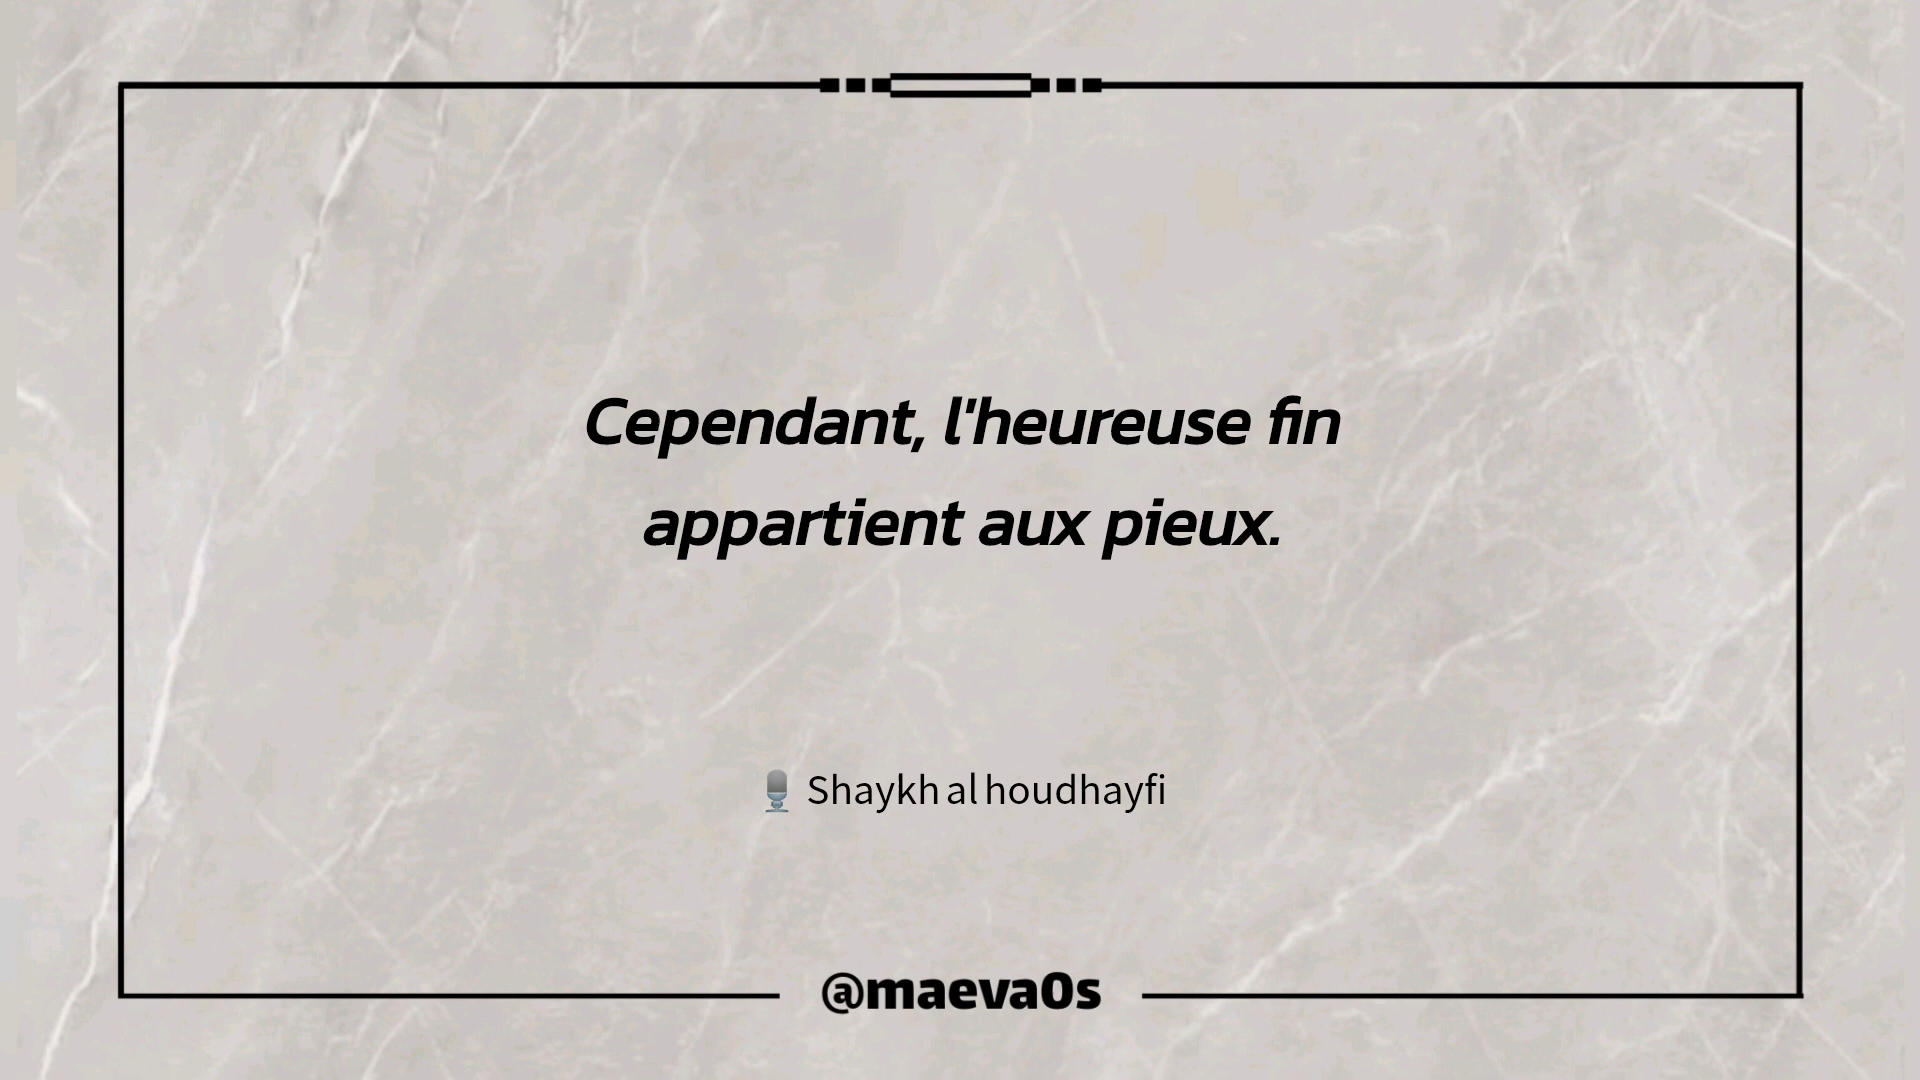 Cependant, l'heureuse fin
appartient aux pieux.
🎙️ Shaykh al houdhayfi
@maeva0s